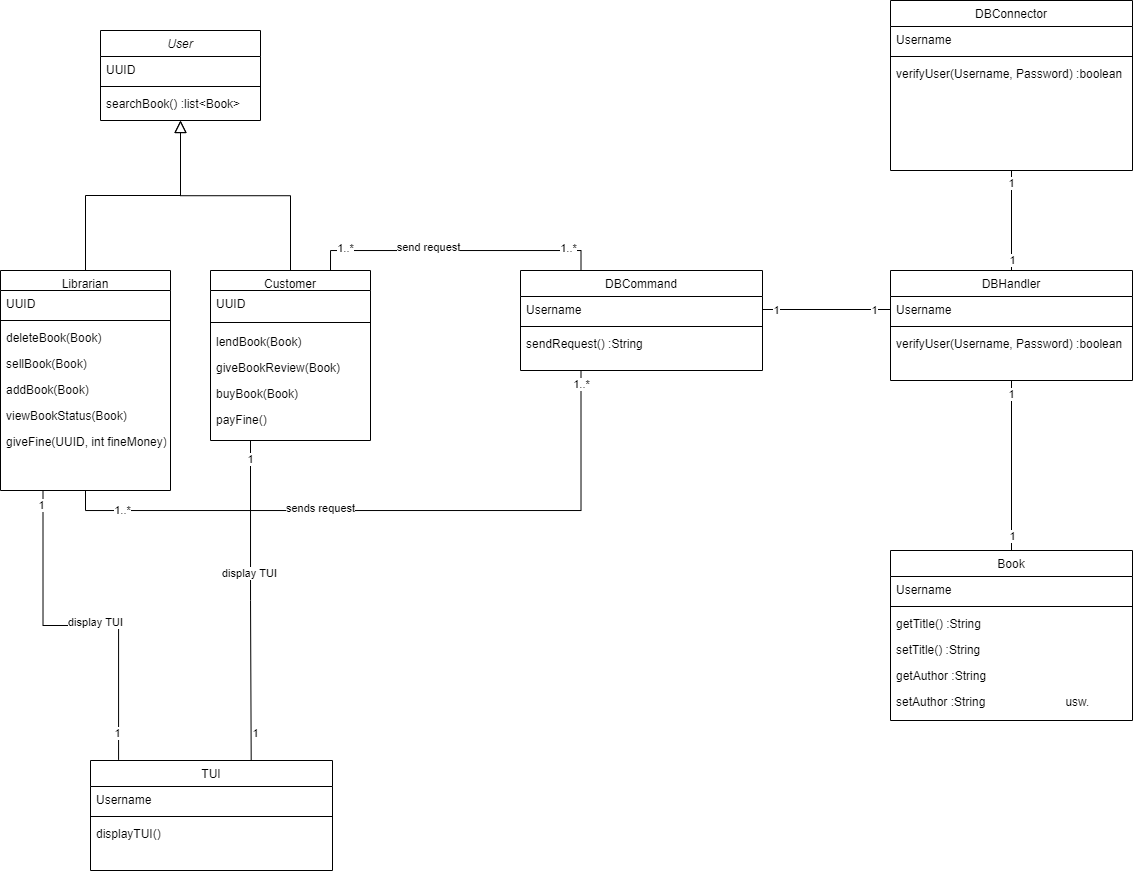 DBConnector
Username
verifyUser(Username, Password) :boolean
User
UUID
searchBook() :list<Book>
1
1
1..*
send request
1..*
Librarian
UUID
deleteBook(Book)
sellBook(Book)
addBook(Book)
viewBookStatus(Book)
giveFine(UUID, int fineMoney)
Customer
UUID
lendBook(Book)
giveBookReview(Book)
buyBook(Book)
payFine()
DBCommand
Username
sendRequest() :String
1
1
DBHandler
Username
verifyUser(Username, Password) :boolean
1..*
1
1
1
1..*
sends request
1
display TUI
display TUI
1
1
Book
Username
getTitle() :String
setTitle() :String
getAuthor :String
setAuthor :String usw.
TUI
Username
displayTUI()